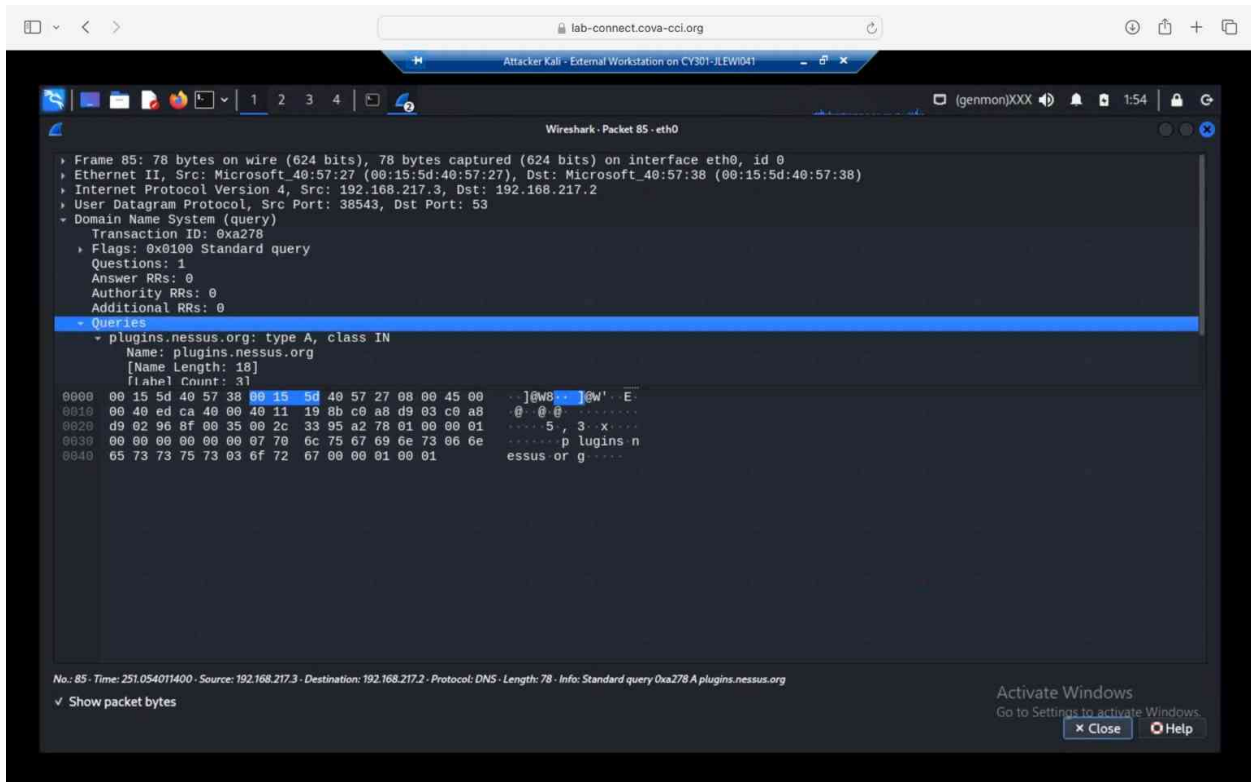 lab-connect.cova-cci.org
Attacker Kali - External Workstation on CY301-JLEWI041
1 2 3 4
(genmon)XXX 1:54
Wireshark · Packet 85 · eth0
Frame 85: 78 bytes on wire (624 bits), 78 bytes captured (624 bits) on interface eth0, id 0
Ethernet II, Src: Microsoft_40:57:27 (00:15:5d:40:57:27), Dst: Microsoft_40:57:38 (00:15:5d:40:57:38)
Internet Protocol Version 4, Src: 192.168.217.3, Dst: 192.168.217.2
User Datagram Protocol, Src Port: 38543, Dst Port: 53
Domain Name System (query)
Transaction ID: 0xa278
Flags: 0x0100 Standard query
Questions: 1
Answer RRs: 0
Authority RRs: 0
Additional RRs: 0
Queries
plugins.nessus.org: type A, class IN
Name: plugins.nessus.org
[Name Length: 18]
[Label Count: 3]
0000 00 15 5d 40 57 38 00 15 5d 40 57 27 08 00 45 00 ··]@W8·· ]@W'··E·
0010 00 40 ed ca 40 00 40 11 19 8b c0 a8 d9 03 c0 a8 ·@··@·@· ········
0020 d9 02 96 8f 00 35 00 2c 33 95 a2 78 01 00 00 01 ·····5·, 3··x····
0030 00 00 00 00 00 00 07 70 6c 75 67 69 6e 73 06 6e ·······p lugins·n
0040 65 73 73 75 73 03 6f 72 67 00 00 01 00 01 essus·or g·····
No.: 85 · Time: 251.054011400 · Source: 192.168.217.3 · Destination: 192.168.217.2 · Protocol: DNS · Length: 78 · Info: Standard query 0xa278 A plugins.nessus.org
Show packet bytes
Activate Windows
Go to Settings to activate Windows.
Close Help